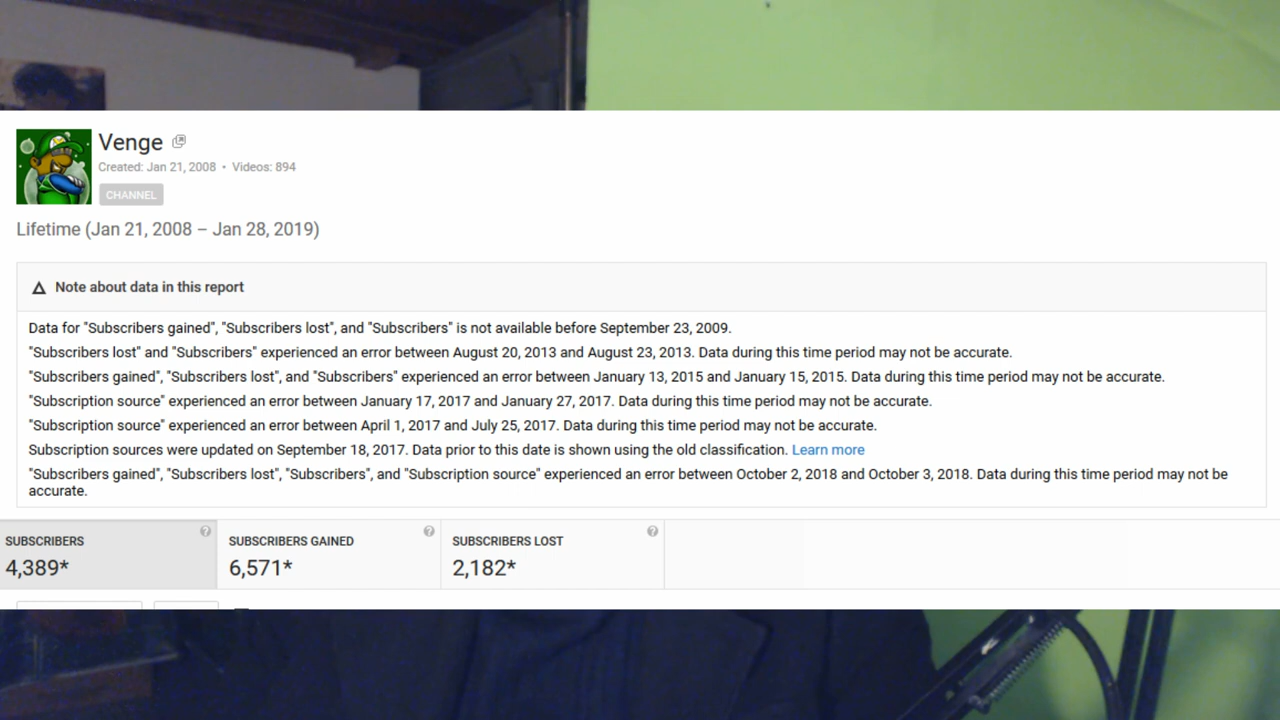 Venge
Created: Jan 21, 2008 • Videos: 894
CHANNEL
Lifetime (Jan 21, 2008 – Jan 28, 2019)
Note about data in this report
Data for "Subscribers gained", "Subscribers lost", and "Subscribers" is not available before September 23, 2009.
"Subscribers lost" and "Subscribers" experienced an error between August 20, 2013 and August 23, 2013. Data during this time period may not be accurate.
"Subscribers gained", "Subscribers lost", and "Subscribers" experienced an error between January 13, 2015 and January 15, 2015. Data during this time period may not be accurate.
"Subscription source" experienced an error between January 17, 2017 and January 27, 2017. Data during this time period may not be accurate.
"Subscription source" experienced an error between April 1, 2017 and July 25, 2017. Data during this time period may not be accurate.
Subscription sources were updated on September 18, 2017. Data prior to this date is shown using the old classification. Learn more
"Subscribers gained", "Subscribers lost", "Subscribers", and "Subscription source" experienced an error between October 2, 2018 and October 3, 2018. Data during this time period may not be
accurate.
SUBSCRIBERS ? SUBSCRIBERS GAINED ? SUBSCRIBERS LOST ?
4,389* 6,571* 2,182*